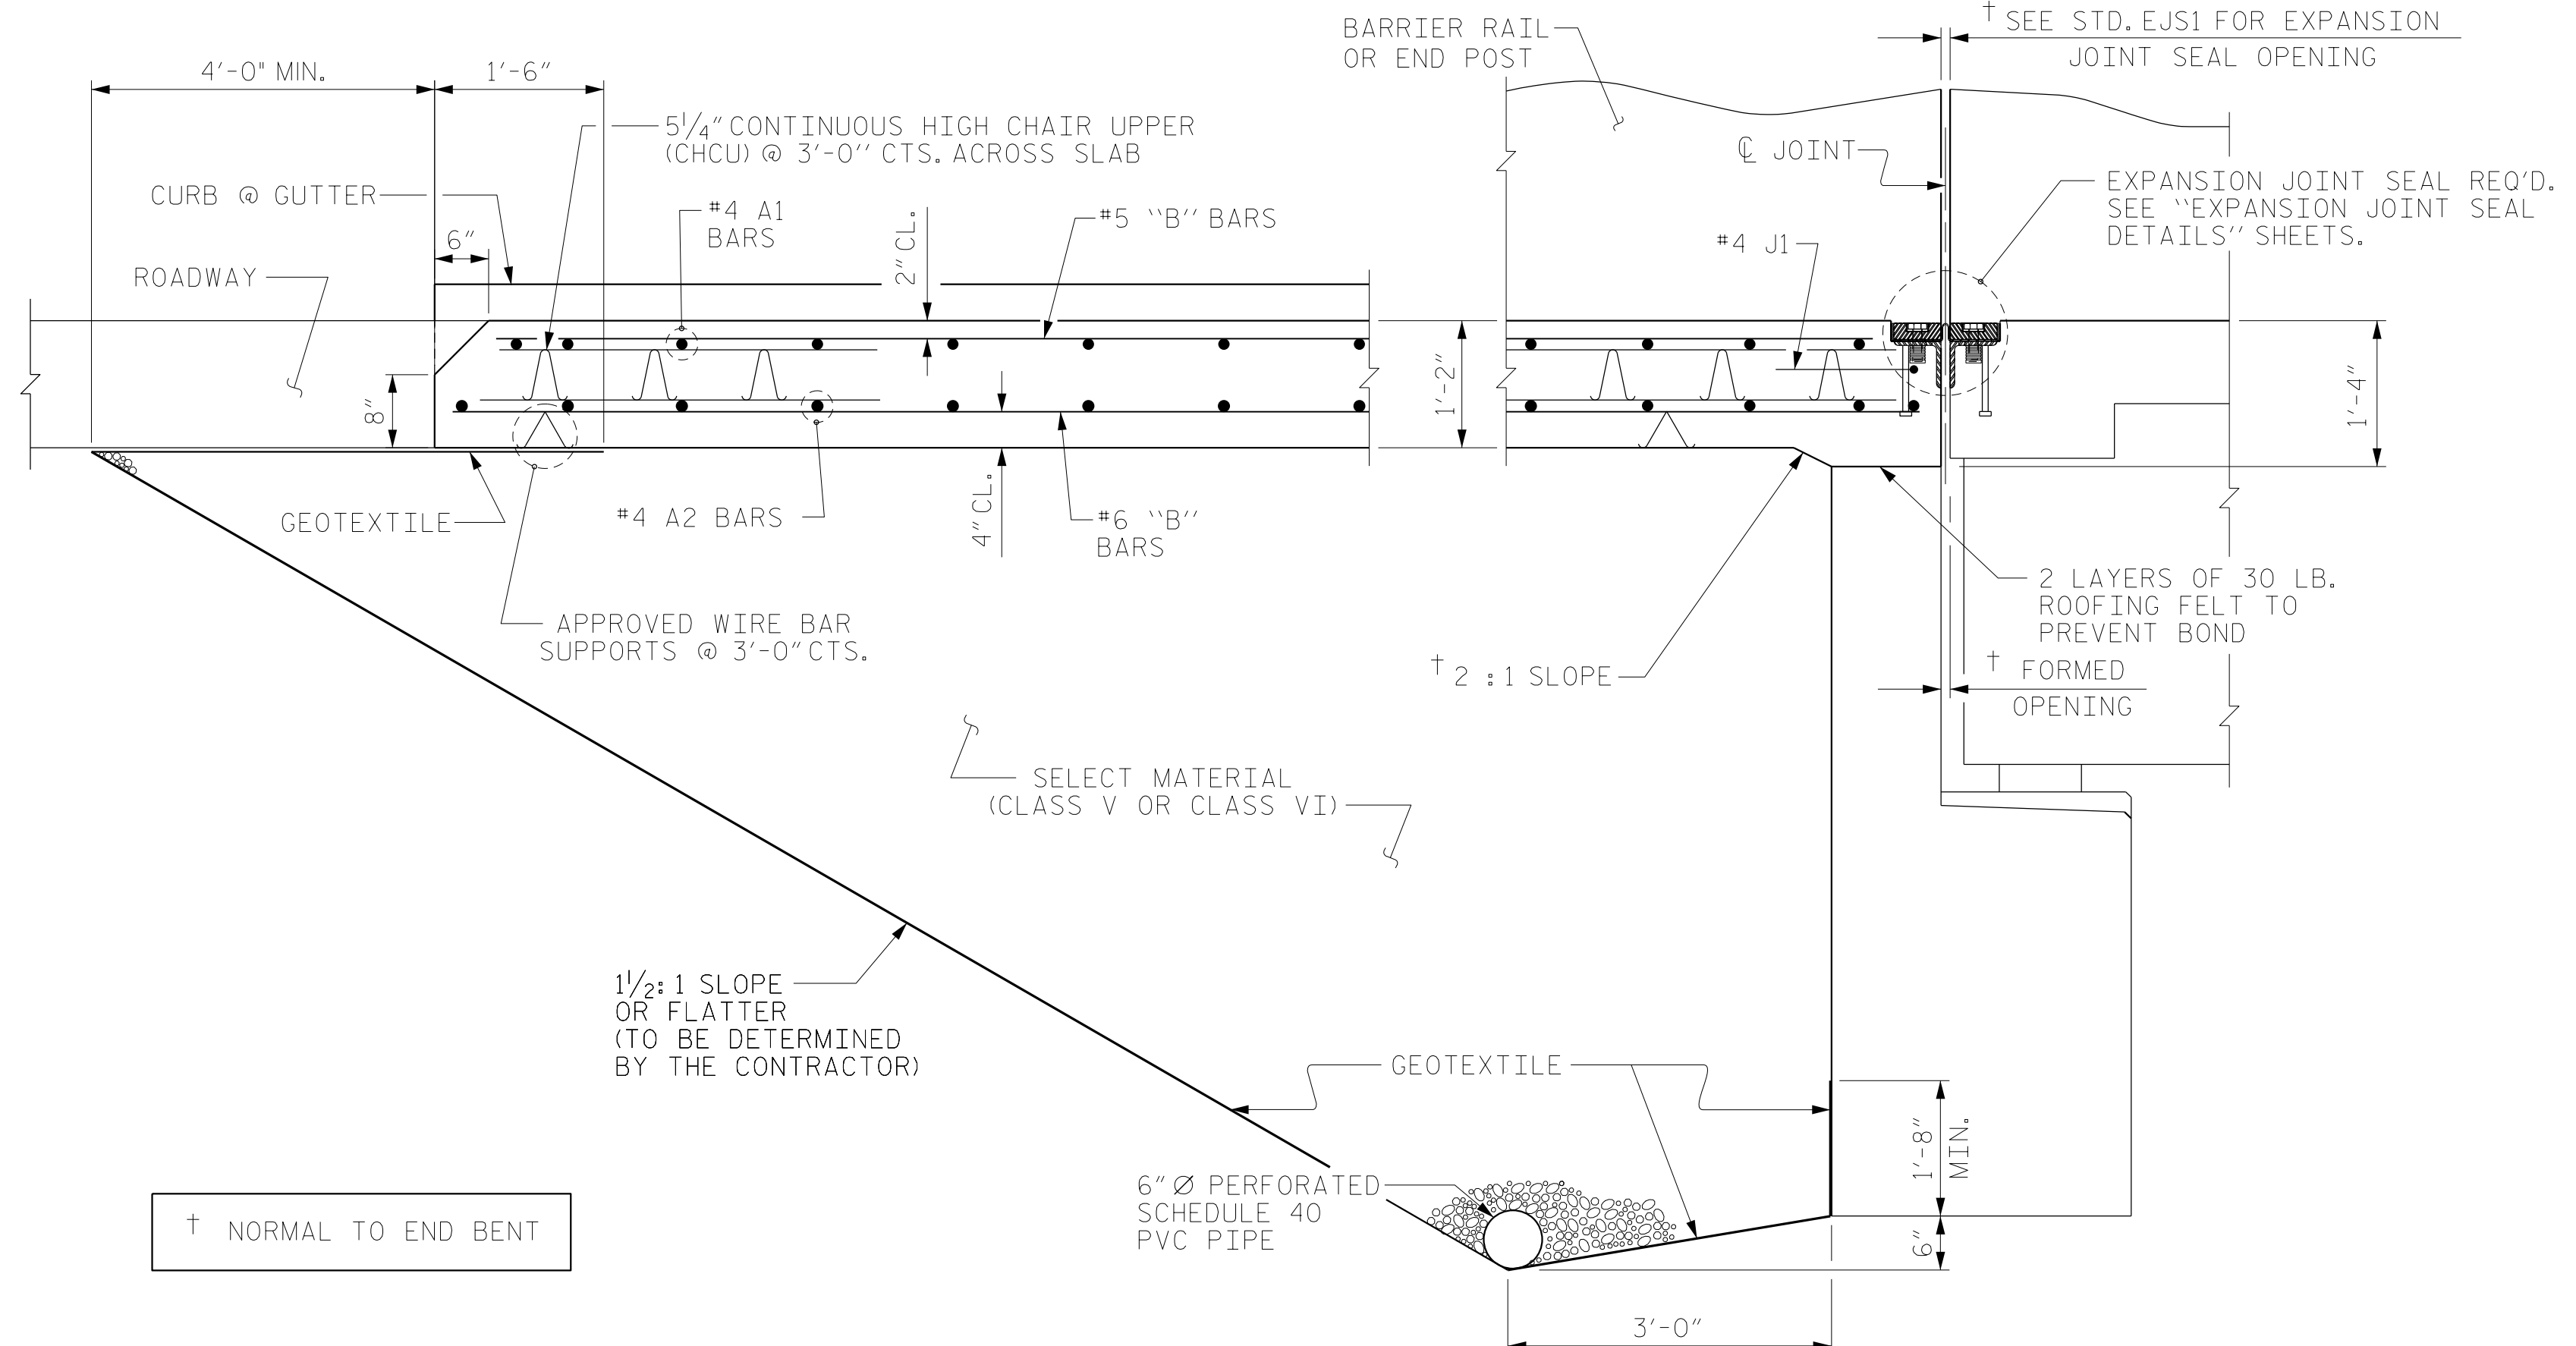 † SEE STD. EJS1 FOR EXPANSION
JOINT SEAL OPENING
BARRIER RAIL
OR END POST
4'-0" MIN.
1'-6"
5 1/4" CONTINUOUS HIGH CHAIR UPPER
(CHCU) @ 3'-0'' CTS. ACROSS SLAB
℄ JOINT
CURB @ GUTTER
#4 A1
BARS
2" CL.
#5 ''B'' BARS
EXPANSION JOINT SEAL REQ'D.
SEE ''EXPANSION JOINT SEAL
DETAILS'' SHEETS.
6"
#4 J1
ROADWAY
8"
1'-2"
1'-4"
GEOTEXTILE
#4 A2 BARS
4" CL.
#6 ''B''
BARS
2 LAYERS OF 30 LB.
ROOFING FELT TO
PREVENT BOND
APPROVED WIRE BAR
SUPPORTS @ 3'-0" CTS.
† 2 : 1 SLOPE
† FORMED
OPENING
SELECT MATERIAL
(CLASS V OR CLASS VI)
1 1/2: 1 SLOPE
OR FLATTER
(TO BE DETERMINED
BY THE CONTRACTOR)
GEOTEXTILE
1'-8"
MIN.
6" Ø PERFORATED
SCHEDULE 40
PVC PIPE
6"
† NORMAL TO END BENT
3'-0"